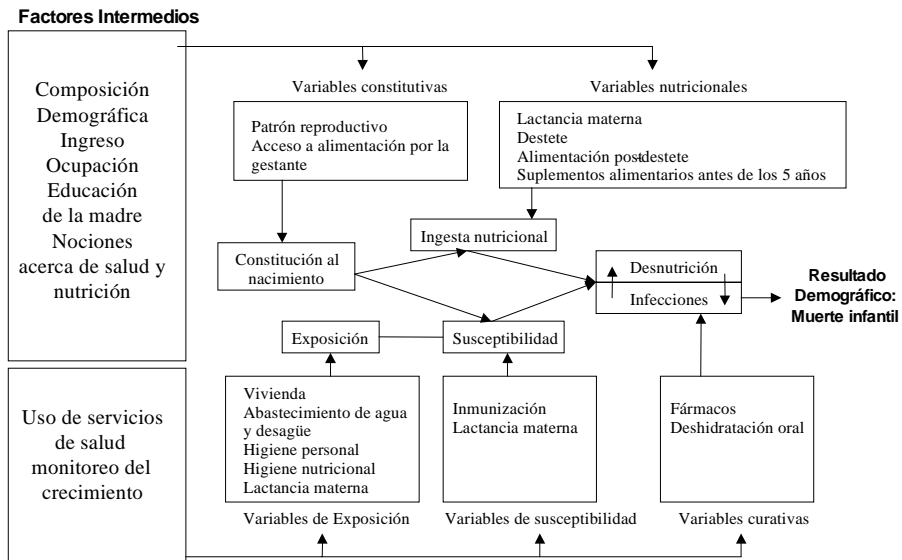 Factores Intermedios
Composición
Demográfica
Ingreso
Ocupación
Educación
de la madre
Nociones
acerca de salud y
nutrición
Variables constitutivas
Patrón reproductivo
Acceso a alimentación por la
gestante
Variables nutricionales
Lactancia materna
Destete
Alimentación post-destete
Suplementos alimentarios antes de los 5 años
Ingesta nutricional
Constitución al
nacimiento
Desnutrición
Infecciones
Resultado
Demográfico:
Muerte infantil
Exposición
Susceptibilidad
Uso de servicios
de salud
monitoreo del
crecimiento
Vivienda
Abastecimiento de agua
y desagüe
Higiene personal
Higiene nutricional
Lactancia materna
Variables de Exposición
Inmunización
Lactancia materna
Variables de susceptibilidad
Fármacos
Deshidratación oral
Variables curativas